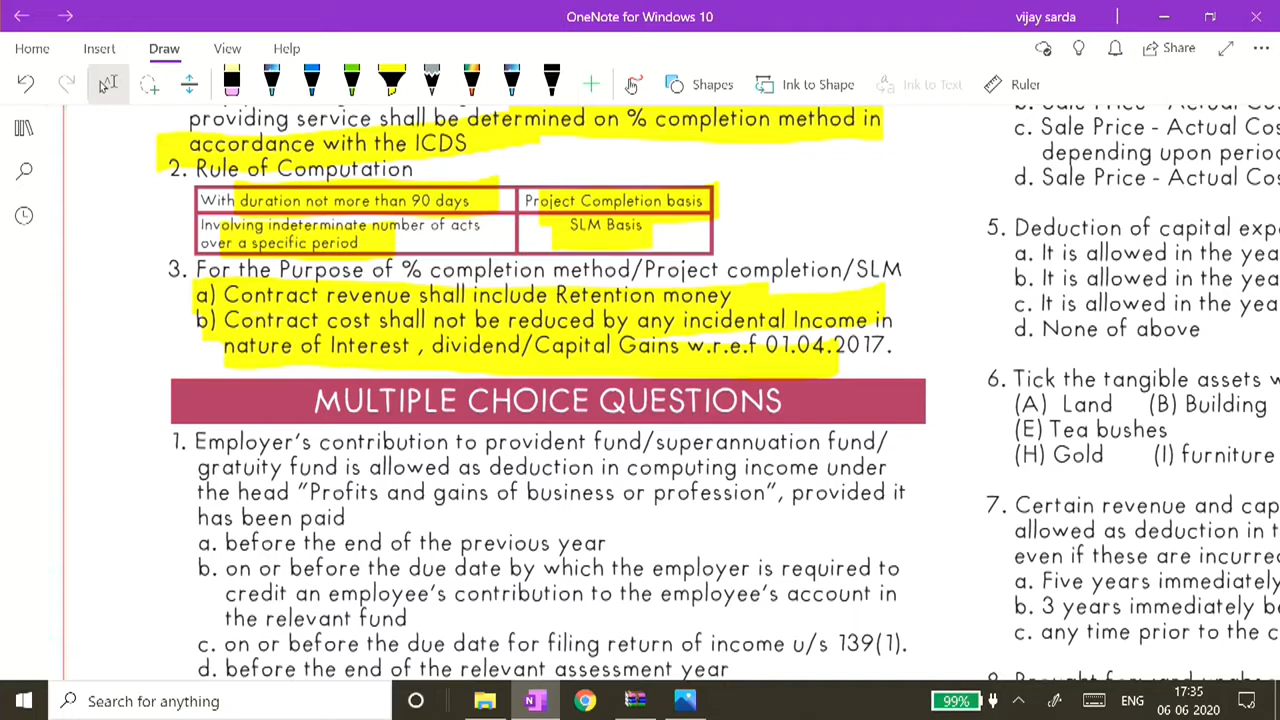 OneNote for Windows 10
vijay sarda
Home
Insert
Draw
View
Help
Share
Shapes
Ink to Shape
Ink to Text
Ruler
providing service shall be determined on % completion method in
accordance with the ICDS
2. Rule of Computation
With duration not more than 90 days
Project Completion basis
Involving indeterminate number of acts
over a specific period
SLM Basis
3. For the Purpose of % completion method/Project completion/SLM
a) Contract revenue shall include Retention money
b) Contract cost shall not be reduced by any incidental Income in
nature of Interest , dividend/Capital Gains w.r.e.f 01.04.2017.
MULTIPLE CHOICE QUESTIONS
1. Employer's contribution to provident fund/superannuation fund/
gratuity fund is allowed as deduction in computing income under
the head "Profits and gains of business or profession", provided it
has been paid
a. before the end of the previous year
b. on or before the due date by which the employer is required to
credit an employee's contribution to the employee's account in
the relevant fund
c. on or before the due date for filing return of income u/s 139(1).
d. before the end of the relevant assessment year
b. Sale Price - Actual Co
c. Sale Price - Actual Cos
depending upon perio
d. Sale Price - Actual Cos
5. Deduction of capital expe
a. It is allowed in the yea
b. It is allowed in the yea
c. It is allowed in the yea
d. None of above
6. Tick the tangible assets w
(A) Land (B) Building
(E) Tea bushes
(H) Gold (I) furniture
7. Certain revenue and cap
allowed as deduction in t
even if these are incurred
a. Five years immediately
b. 3 years immediately be
c. any time prior to the c
Search for anything
99%
ENG
17:35
06-06-2020